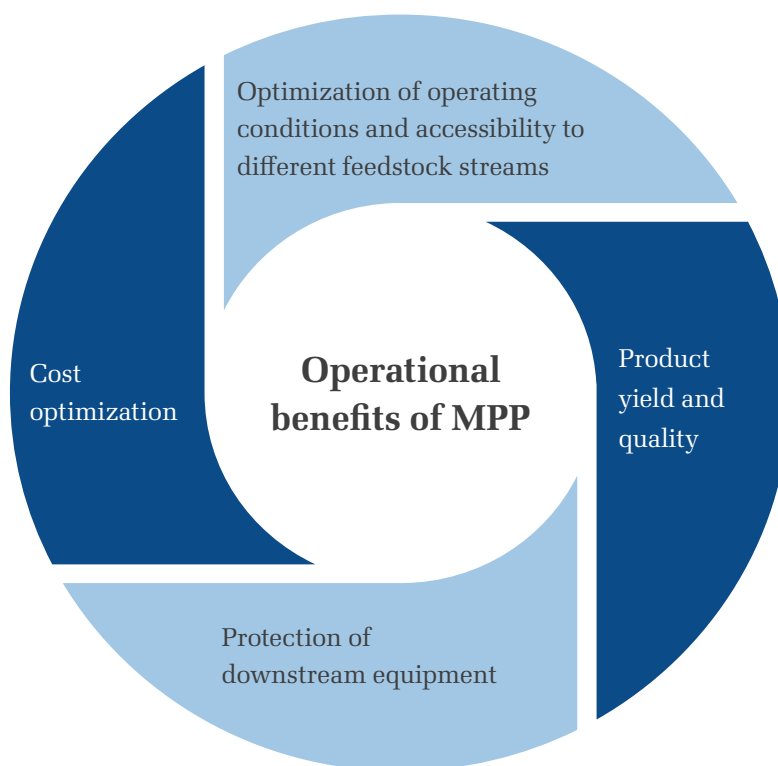 Optimization of operating
conditions and accessibility to
different feedstock streams
Cost
optimization
Operational
benefits of MPP
Product
yield and
quality
Protection of
downstream equipment